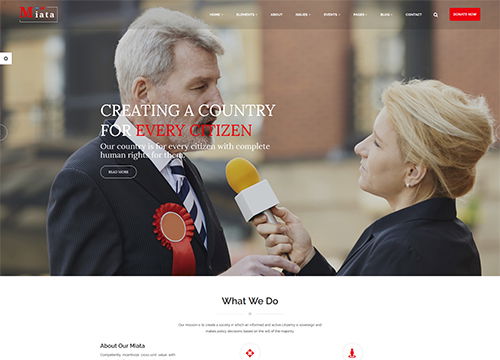 Miata
HOME ELEMENTS ABOUT ISSUES EVENTS PAGES BLOG CONTACT DONATE NOW
CREATING A COUNTRY
FOR EVERY CITIZEN
Our country is for every citizen with complete
human rights for them.
READ MORE
What We Do
Our mission is to create a society in which an informed and active citizenry is sovereign and
makes policy decisions based on the will of the majority.
About Our Miata
Competently incentivize cross-unit value with